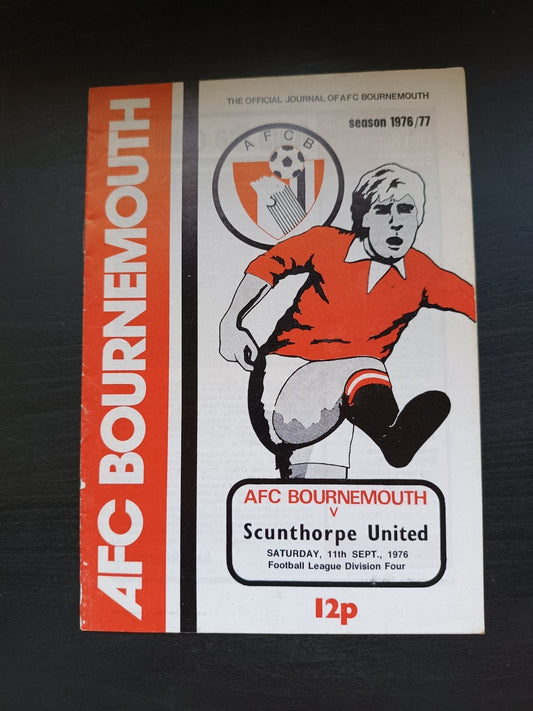 AFC BOURNEMOUTH
THE OFFICIAL JOURNAL OF AFC BOURNEMOUTH
season 1976/77
AFCB
AFC BOURNEMOUTH
V
Scunthorpe United
SATURDAY, 11th SEPT., 1976
Football League Division Four
12p